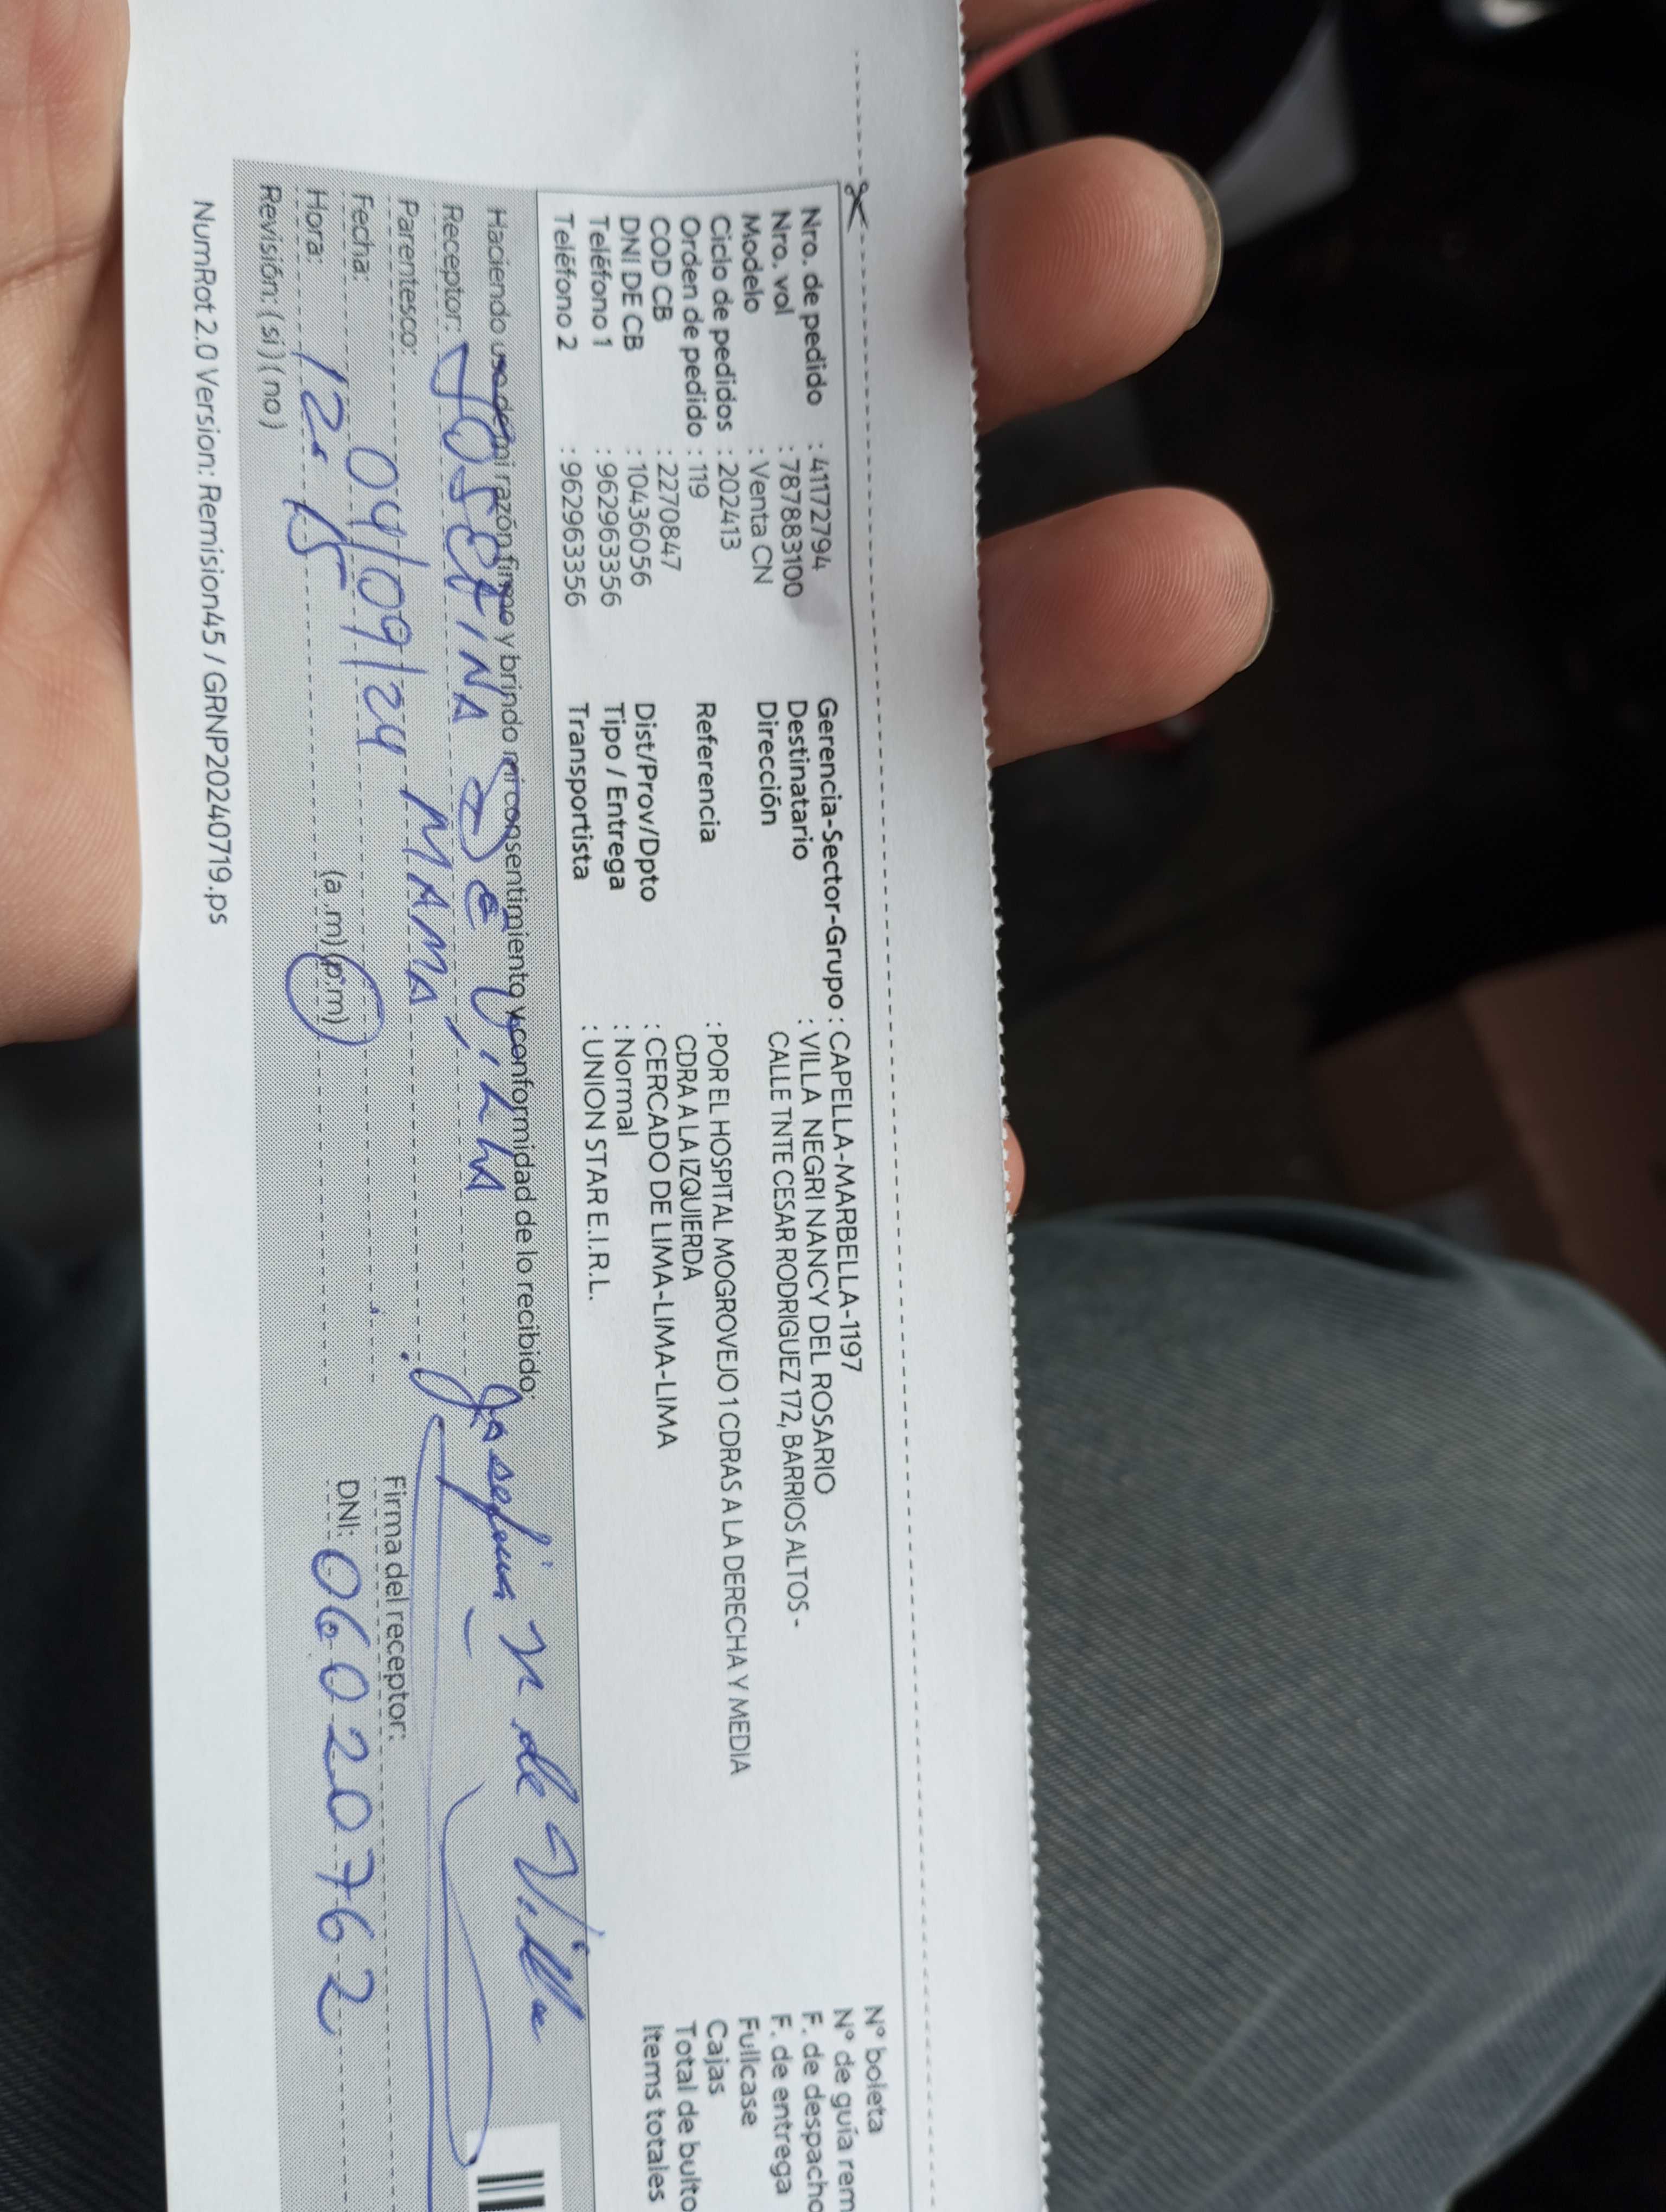 Nro. de pedido : 41172794
Nro. vol : 787883100
Modelo : Venta CN
Ciclo de pedidos : 202413
Orden de pedido : 119
COD CB : 2270847
DNI DE CB : 10436056
Teléfono 1 : 962963356
Teléfono 2 : 962963356
Gerencia-Sector-Grupo : CAPELLA-MARBELLA-1197
Destinatario : VILLA NEGRI NANCY DEL ROSARIO
Dirección CALLE TNTE CESAR RODRIGUEZ 172, BARRIOS ALTOS -
Referencia : POR EL HOSPITAL MOGROVEJO 1 CDRAS A LA DERECHA Y MEDIA
CDRA A LA IZQUIERDA
Dist/Prov/Dpto : CERCADO DE LIMA-LIMA-LIMA
Tipo / Entrega : Normal
Transportista : UNION STAR E.I.R.L.
N° boleta
N° de guía rem
F. de despacho
F. de entrega
Fullcase
Cajas
Total de bulto
Items totales
Haciendo uso de mi razón firmo y brindo mi consentimiento y conformidad de lo recibido:
Receptor: JOSEFINA DE VILLA
Parentesco: MAMA
Fecha: 04/09/24
Hora: 12:15 (a.m) (p.m)
Revisión: (si) (no)
Josefina N de Villa
Firma del receptor:
DNI: 06020762
NumRot 2.0 Version: Remision45 / GRNP20240719.ps